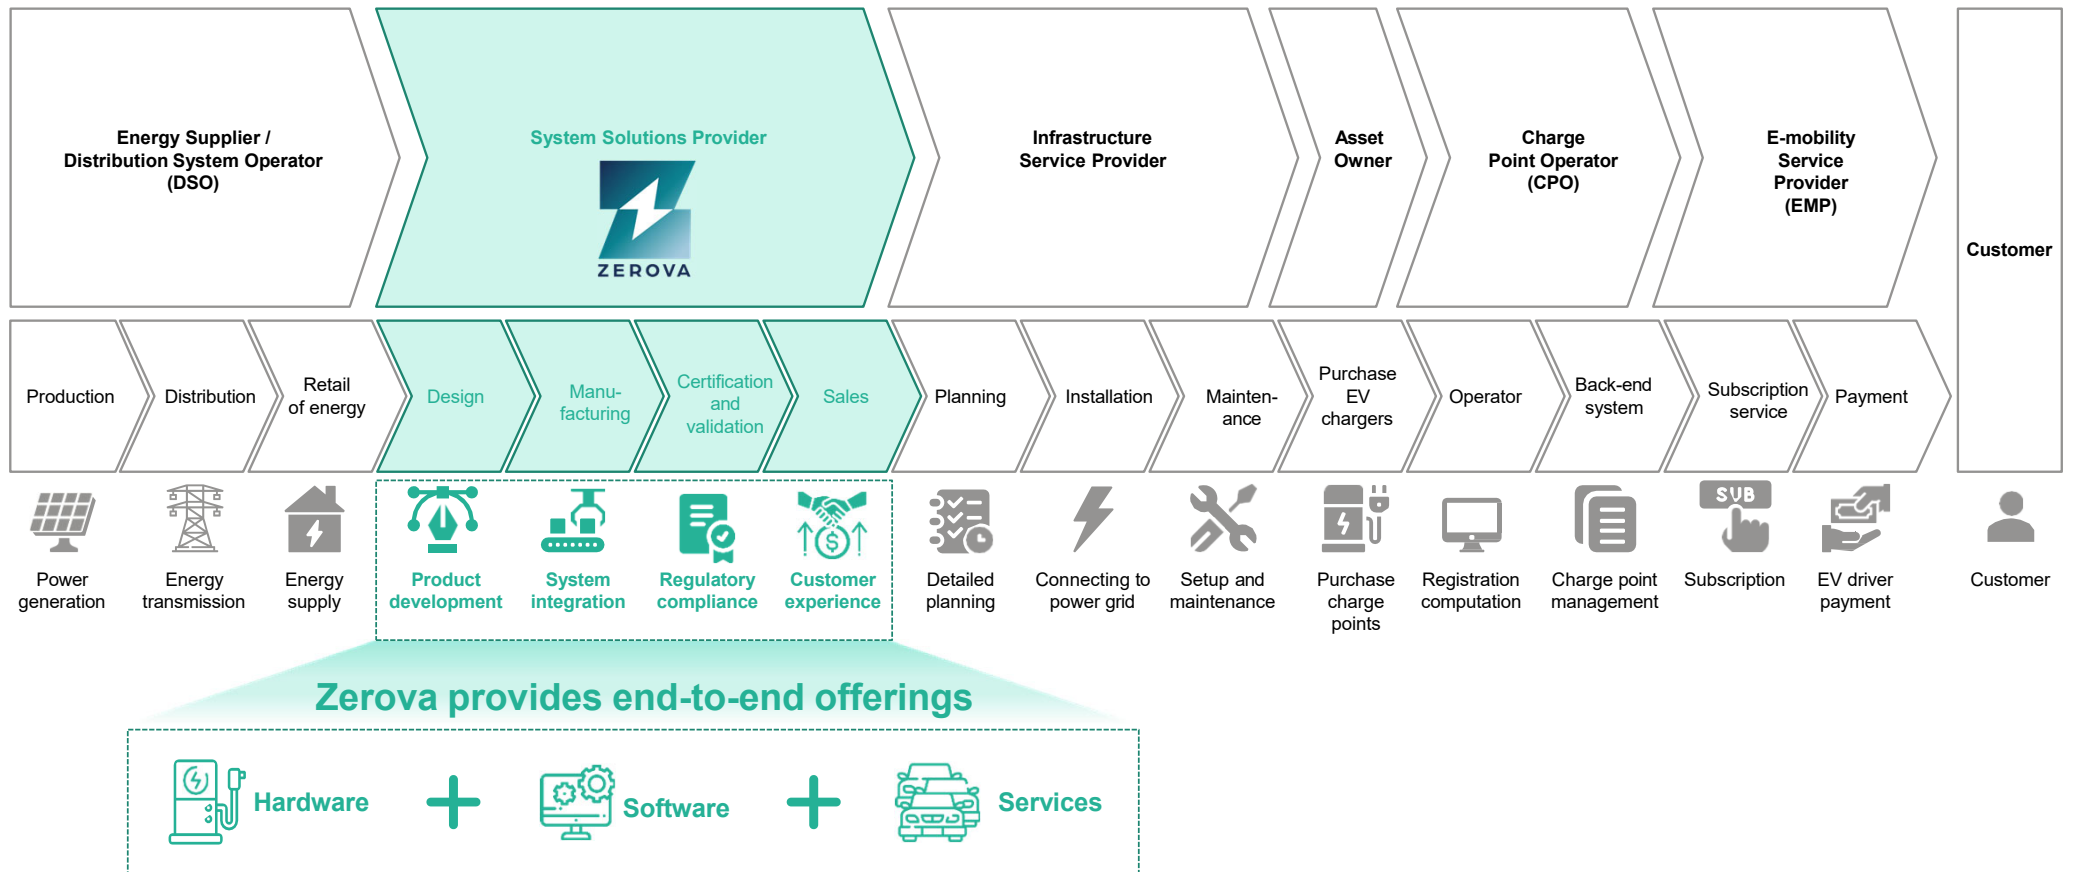 Energy Supplier /
Distribution System Operator
(DSO)
System Solutions Provider
ZEROVA
Infrastructure
Service Provider
Asset
Owner
Charge
Point Operator
(CPO)
E-mobility
Service
Provider
(EMP)
Customer
Production
Distribution
Retail
of energy
Design
Manu-
facturing
Certification
and
validation
Sales
Planning
Installation
Mainten-
ance
Purchase
EV
chargers
Operator
Back-end
system
Subscription
service
Payment
SUB
Power
generation
Energy
transmission
Energy
supply
Product
development
System
integration
Regulatory
compliance
Customer
experience
Detailed
planning
Connecting to
power grid
Setup and
maintenance
Purchase
charge
points
Registration
computation
Charge point
management
Subscription
EV driver
payment
Customer
Zerova provides end-to-end offerings
Hardware
+
Software
+
Services